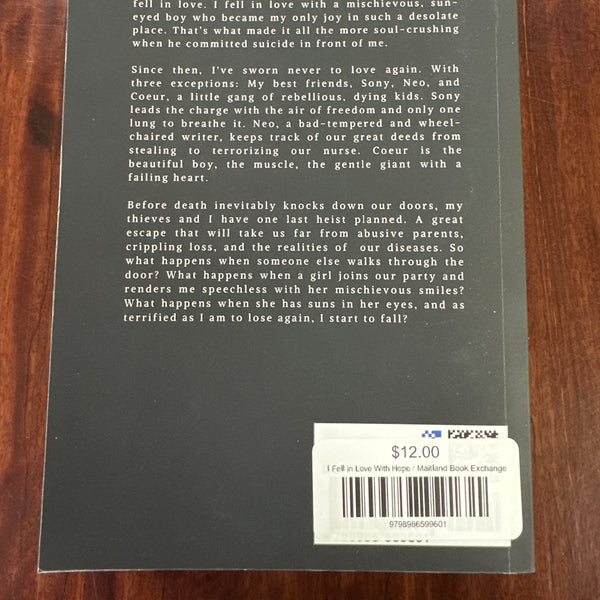 fell in love. I fell in love with a mischievous, sun-
eyed boy who became my only joy in such a desolate
place. That's what made it all the more soul-crushing
when he committed suicide in front of me.
Since then, I've sworn never to love again. With
three exceptions: My best friends, Sony, Neo, and
Coeur, a little gang of rebellious, dying kids. Sony
leads the charge with the air of freedom and only one
lung to breathe it. Neo, a bad-tempered and wheel-
chaired writer, keeps track of our great deeds from
stealing to terrorizing our nurse. Coeur is the
beautiful boy, the muscle, the gentle giant with a
failing heart.
Before death inevitably knocks down our doors, my
thieves and I have one last heist planned. A great
escape that will take us far from abusive parents,
crippling loss, and the realities of our diseases. So
what happens when someone else walks through the
door? What happens when a girl joins our party and
renders me speechless with her mischievous smiles?
What happens when she has suns in her eyes, and as
terrified as I am to lose again, I start to fall?
$12.00
I Fell in Love With Hope / Maitland Book Exchange
9798986599601